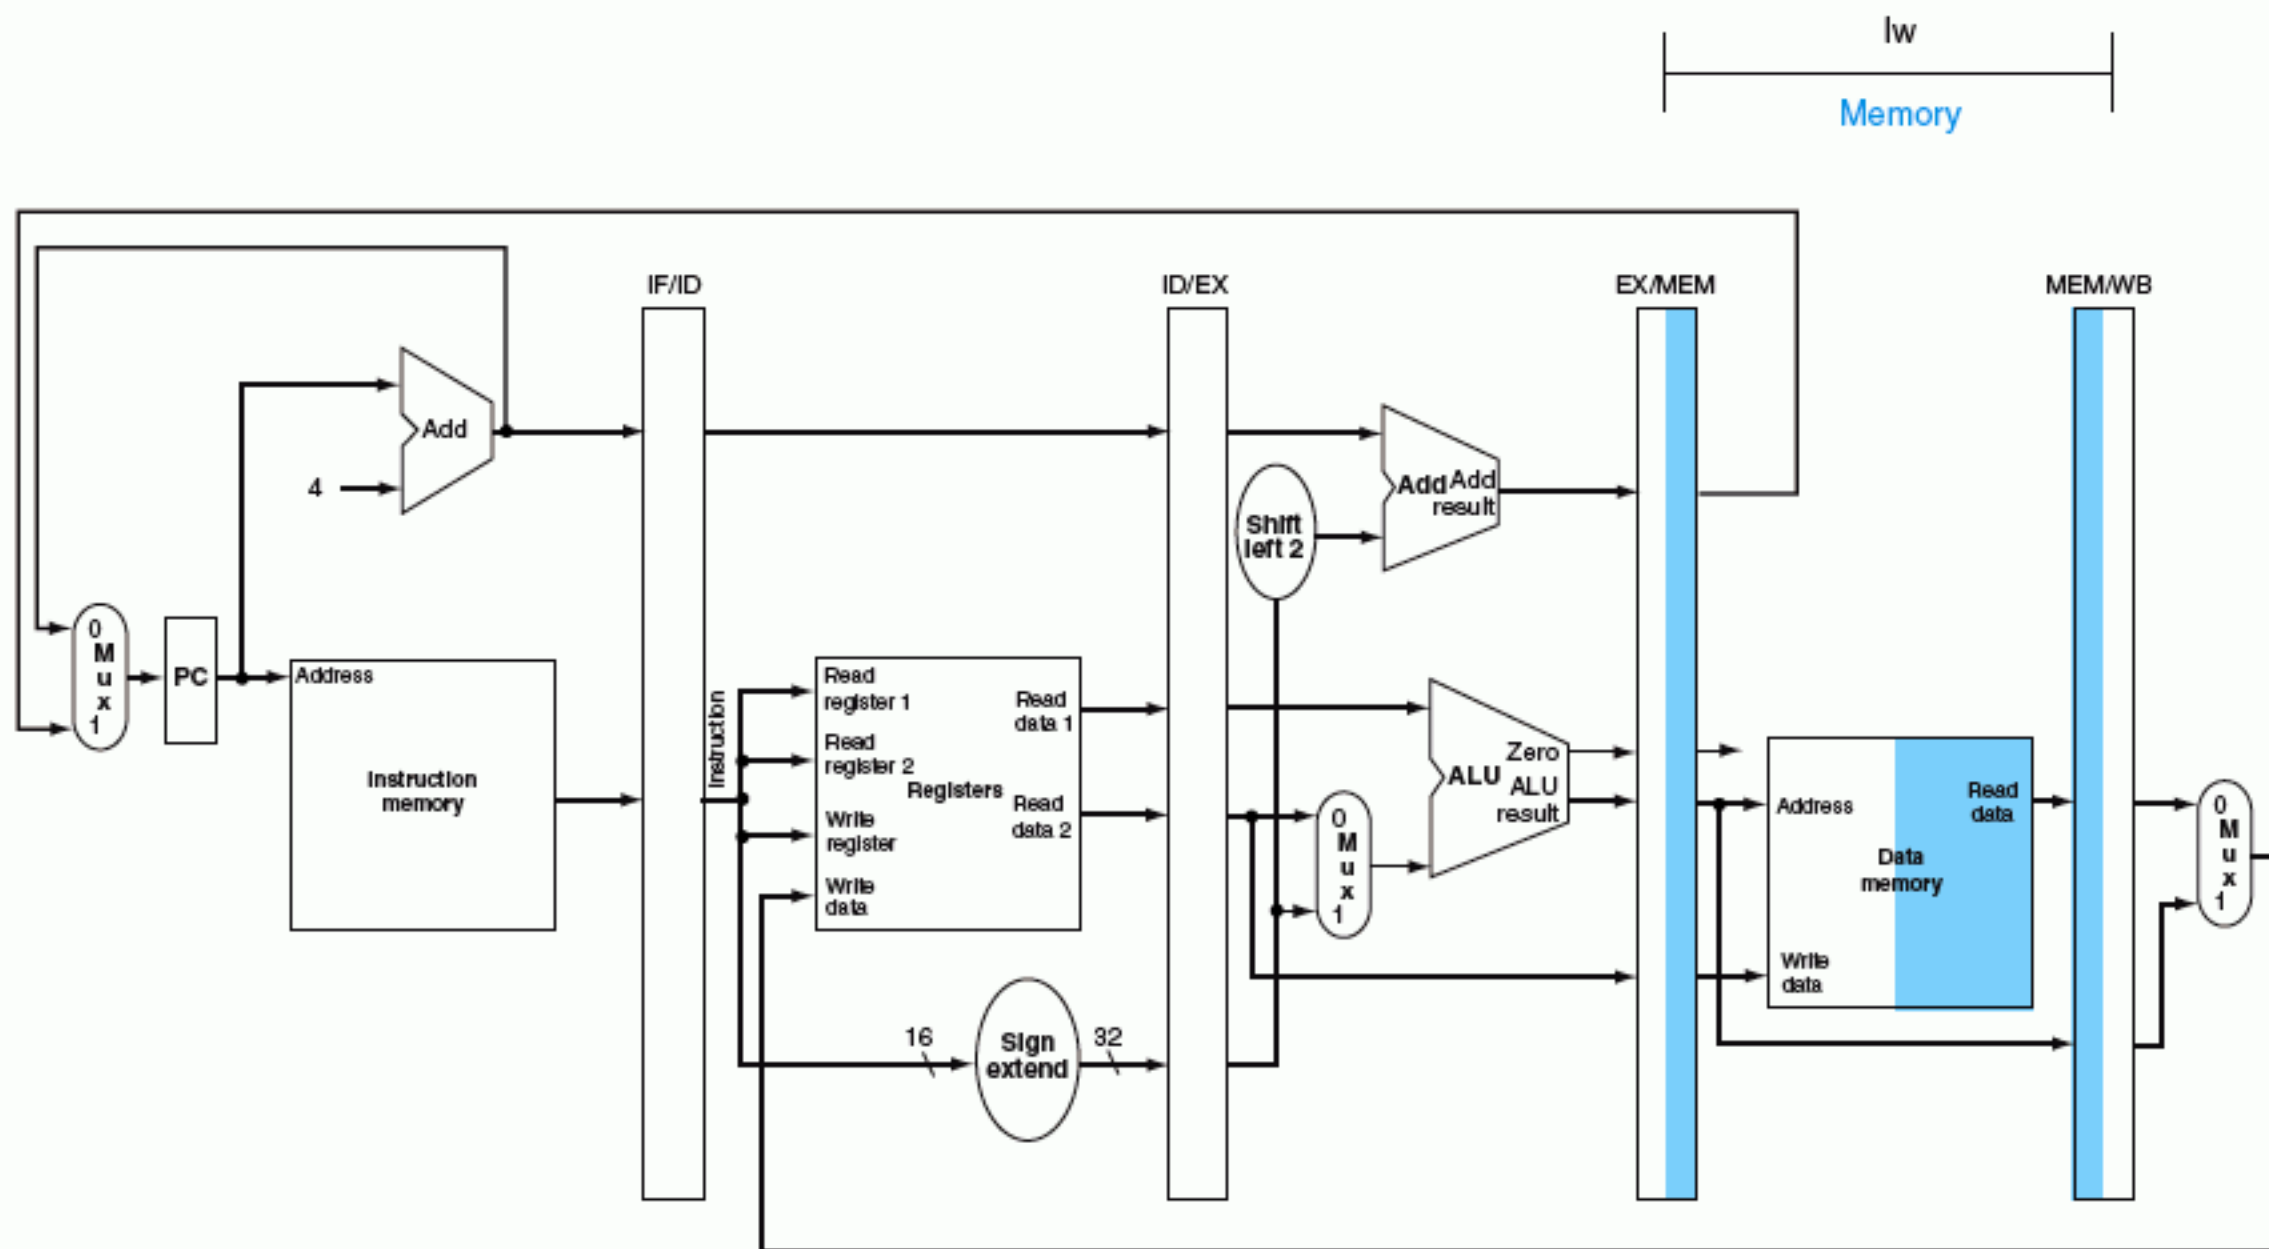 lw
Memory
IF/ID
ID/EX
EX/MEM
MEM/WB
Add
4
Add Add
result
Shift
left 2
0
M
u
x
1
PC
Address
Instruction
memory
Instruction
Read
register 1
Read
register 2
Write
register
Write
data
Registers
Read
data 1
Read
data 2
16
Sign
extend
32
0
M
u
x
1
Zero
ALU
ALU
result
Address
Read
data
Data
memory
Write
data
0
M
u
x
1